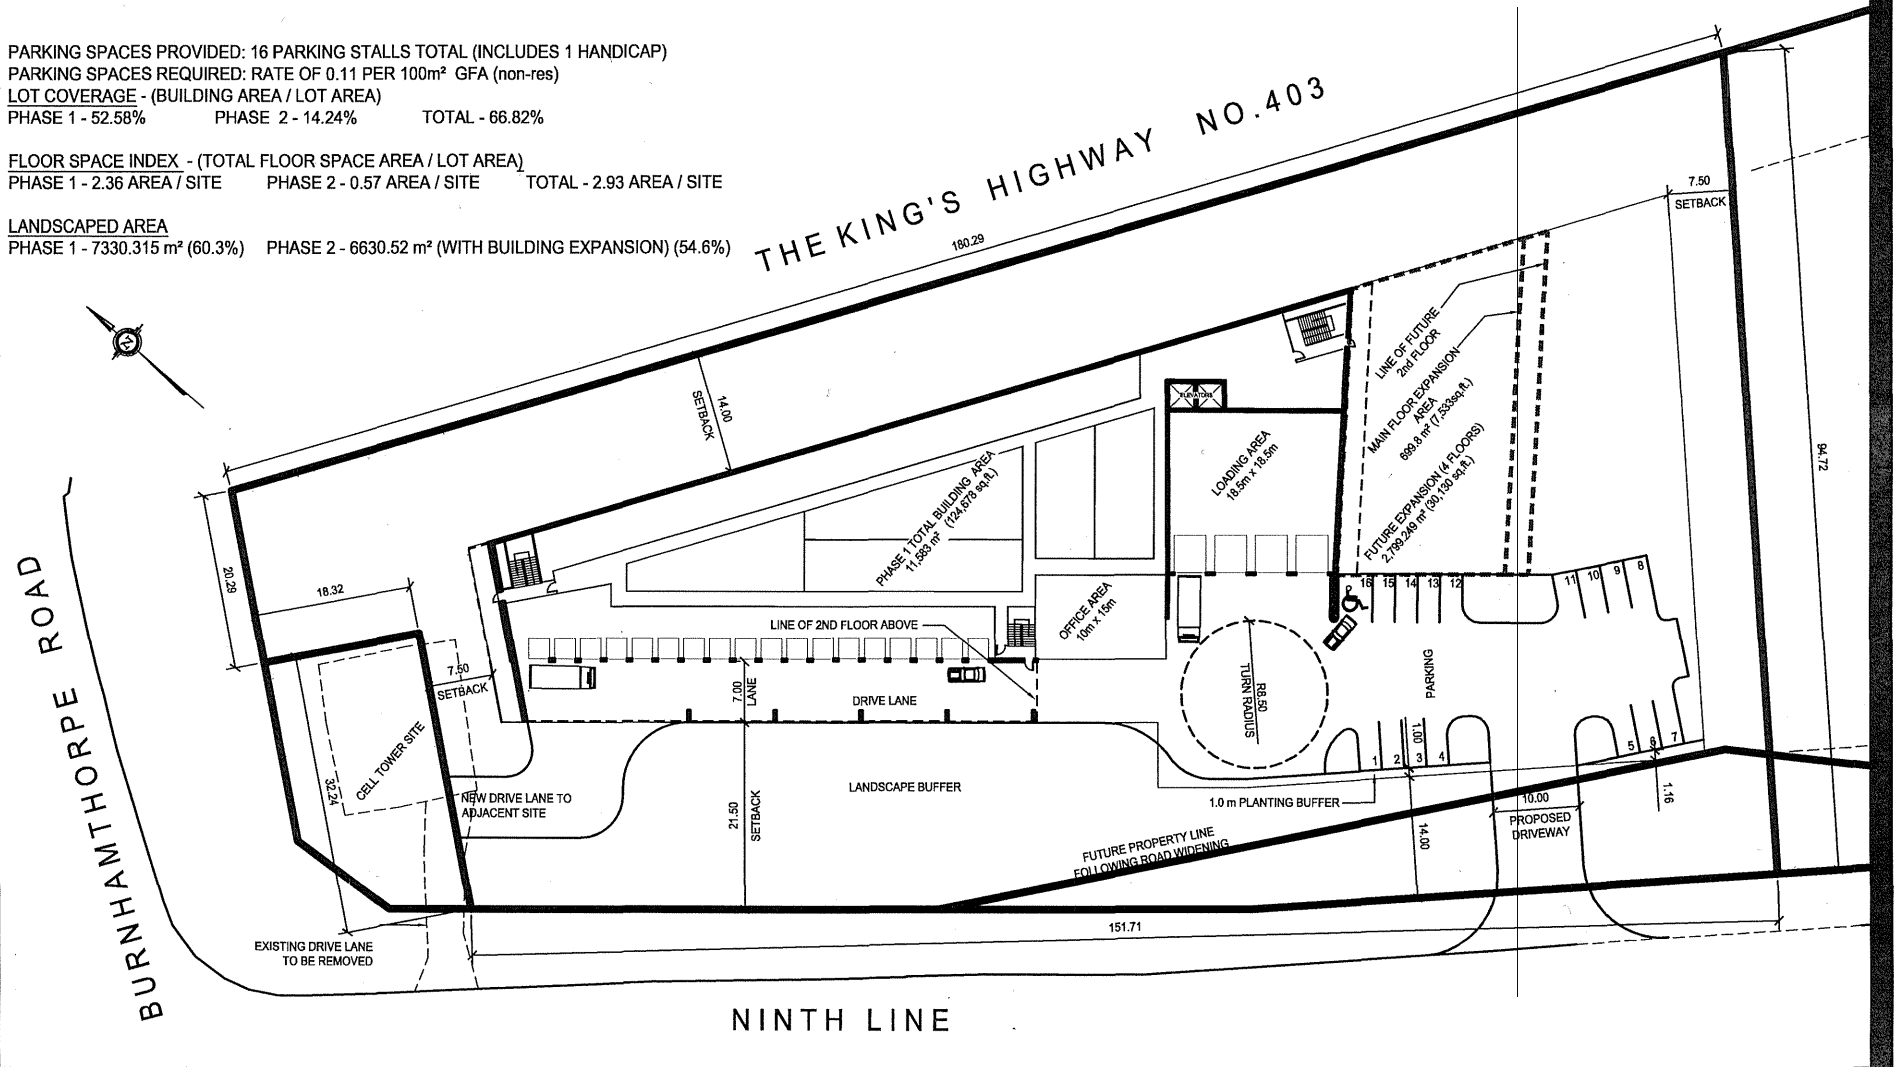 PARKING SPACES PROVIDED: 16 PARKING STALLS TOTAL (INCLUDES 1 HANDICAP)
PARKING SPACES REQUIRED: RATE OF 0.11 PER 100m² GFA (non-res)
LOT COVERAGE - (BUILDING AREA / LOT AREA)
PHASE 1 - 52.58% PHASE 2 - 14.24% TOTAL - 66.82%
FLOOR SPACE INDEX - (TOTAL FLOOR SPACE AREA / LOT AREA)
PHASE 1 - 2.36 AREA / SITE PHASE 2 - 0.57 AREA / SITE TOTAL - 2.93 AREA / SITE
LANDSCAPED AREA
PHASE 1 - 7330.315 m² (60.3%) PHASE 2 - 6630.52 m² (WITH BUILDING EXPANSION) (54.6%)
THE KING'S HIGHWAY NO.403
180.29
7.50
SETBACK
94.72
14.00
SETBACK
LINE OF FUTURE
2nd FLOOR
MAIN FLOOR EXPANSION
AREA
699.8 m² (7,533sq.ft.)
FUTURE EXPANSION (4 FLOORS)
2,799.249 m² (30,130 sq.ft.)
ELEVATORS
LOADING AREA
18.5m x 18.5m
PHASE 1 TOTAL BUILDING AREA
11,583 m² (124,678 sq.ft.)
OFFICE AREA
10m x 15m
LINE OF 2ND FLOOR ABOVE
N
20.29
18.32
7.50
SETBACK
7.00
LANE
DRIVE LANE
R8.50
TURN RADIUS
PARKING
16
15
14
13
12
11
10
9
8
1
2
3
4
5
6
7
1.00
CELL TOWER SITE
32.24
NEW DRIVE LANE TO
ADJACENT SITE
21.50
SETBACK
LANDSCAPE BUFFER
1.0 m PLANTING BUFFER
10.00
PROPOSED
DRIVEWAY
1.16
14.00
FUTURE PROPERTY LINE
FOLLOWING ROAD WIDENING
EXISTING DRIVE LANE
TO BE REMOVED
151.71
BURNHAMTHORPE ROAD
NINTH LINE